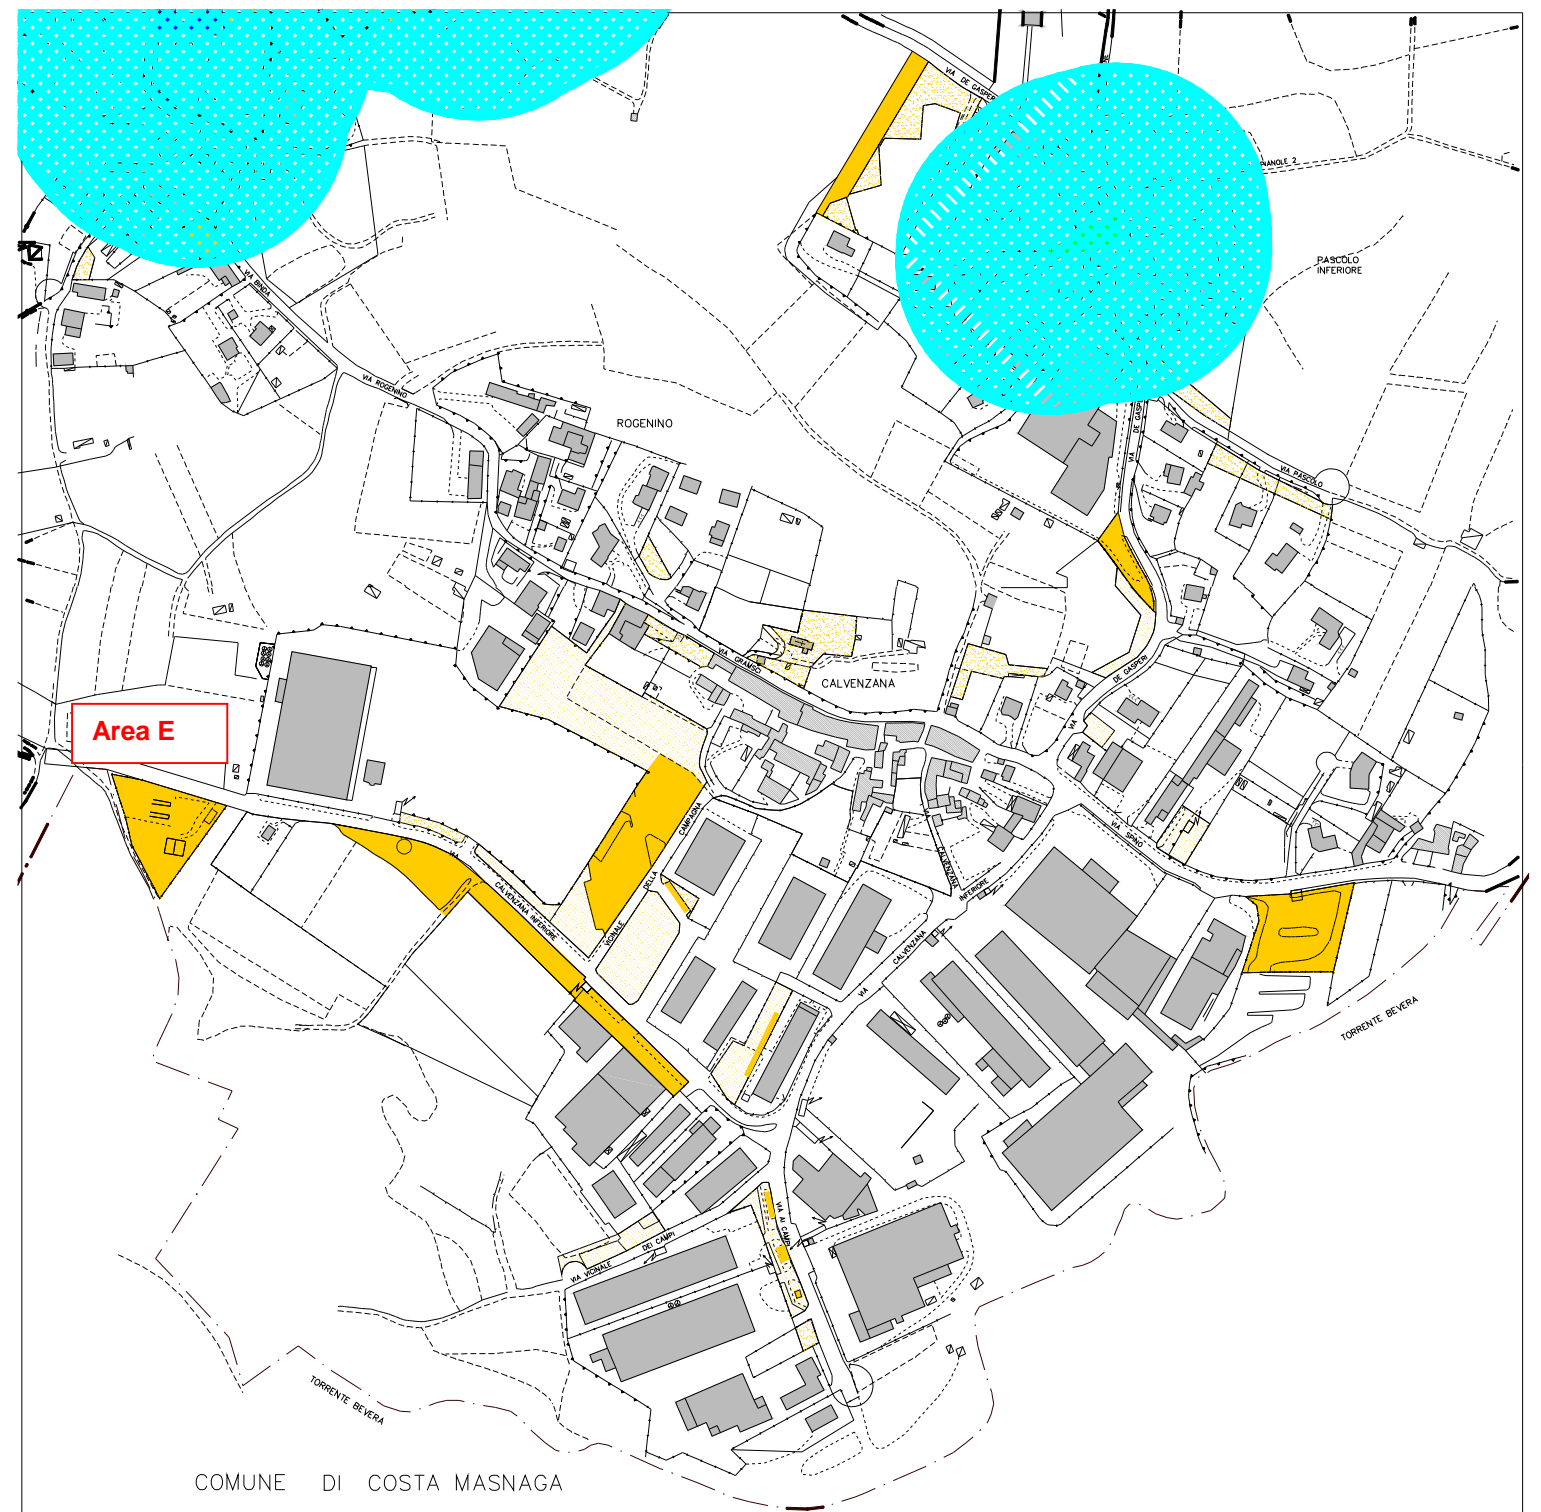 VIA DE GASPERI
PIANOLE 2
PASCOLO
INFERIORE
VIA BINDA
VIA ROGENINO
ROGENINO
VIA DE GASPERI
VIA PASCOLO
VIA GRAMSCI
CALVENZANA
VIA DE GASPERI
Area E
VIA CALVENZANA INFERIORE
VICINALE DELLA CAMPAGNA
CALVENZANA
VIA SPINO
VIA CALVENZANA INFERIORE
TORRENTE BEVERA
VIA AI CAMPI
VIA VICINALE DEI CAMPI
TORRENTE BEVERA
COMUNE DI COSTA MASNAGA